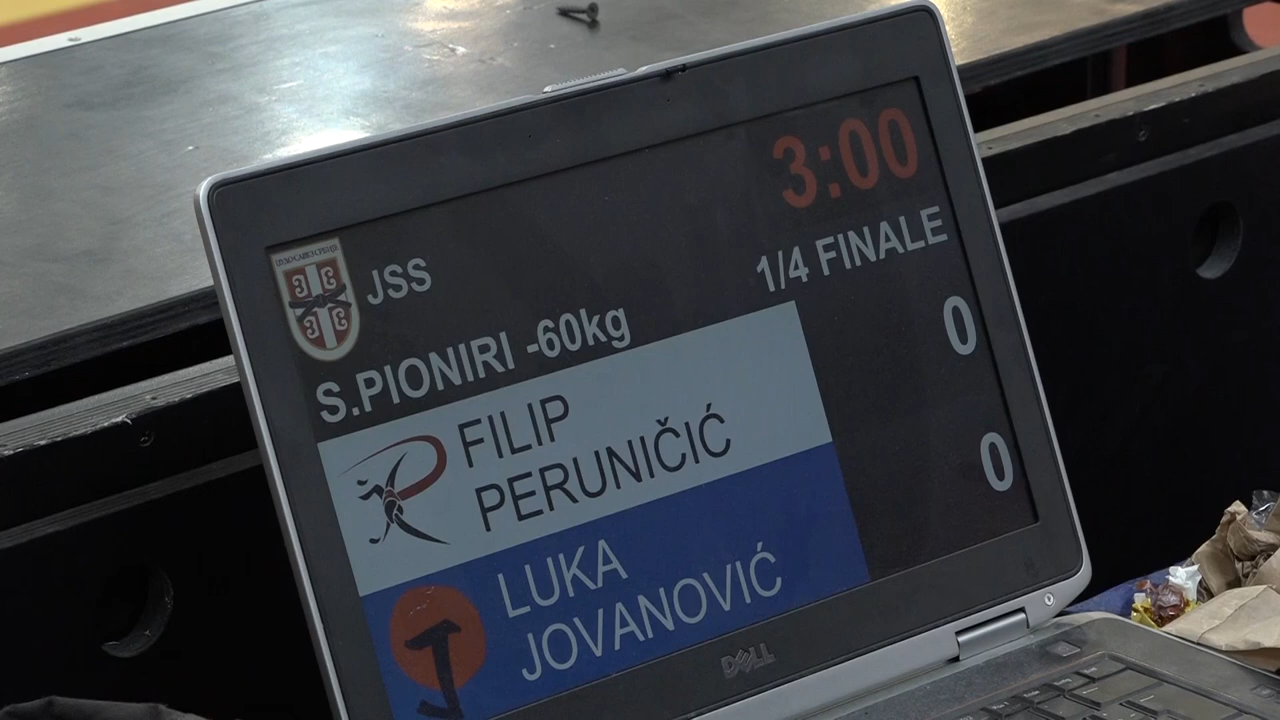 3:00
JSS
1/4 FINALE
S.PIONIRI -60kg
FILIP
PERUNIČIĆ
0
LUKA
JOVANOVIĆ
0
DELL